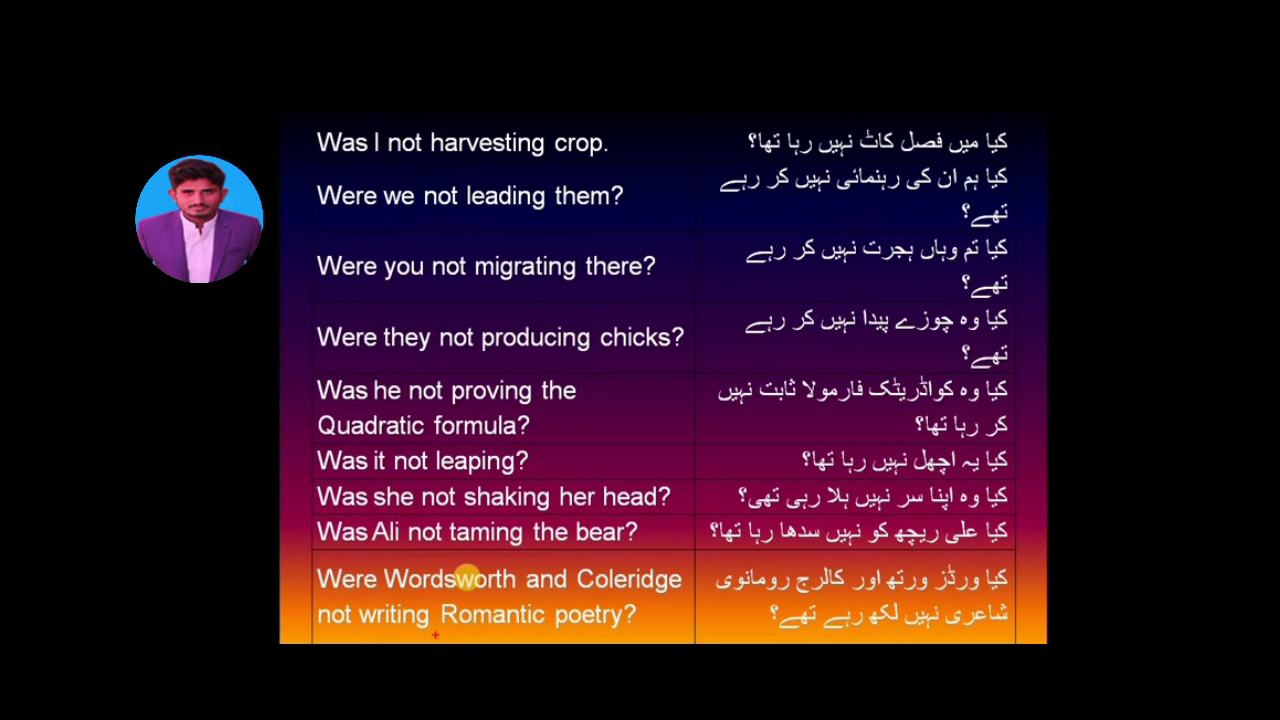 Was I not harvesting crop.
کیا میں فصل کاٹ نہیں رہا تھا؟
Were we not leading them?
کیا ہم ان کی رہنمائی نہیں کر رہے
تھے؟
Were you not migrating there?
کیا تم وہاں ہجرت نہیں کر رہے
تھے؟
Were they not producing chicks?
کیا وہ چوزے پیدا نہیں کر رہے
تھے؟
Was he not proving the
Quadratic formula?
کیا وہ کواڈریٹک فارمولا ثابت نہیں
کر رہا تھا؟
Was it not leaping?
کیا یہ اچھل نہیں رہا تھا؟
Was she not shaking her head?
کیا وہ اپنا سر نہیں ہلا رہی تھی؟
Was Ali not taming the bear?
کیا علی ریچھ کو نہیں سدھا رہا تھا؟
Were Wordsworth and Coleridge
not writing Romantic poetry?
کیا ورڈز ورتھ اور کالرج رومانوی
شاعری نہیں لکھ رہے تھے؟